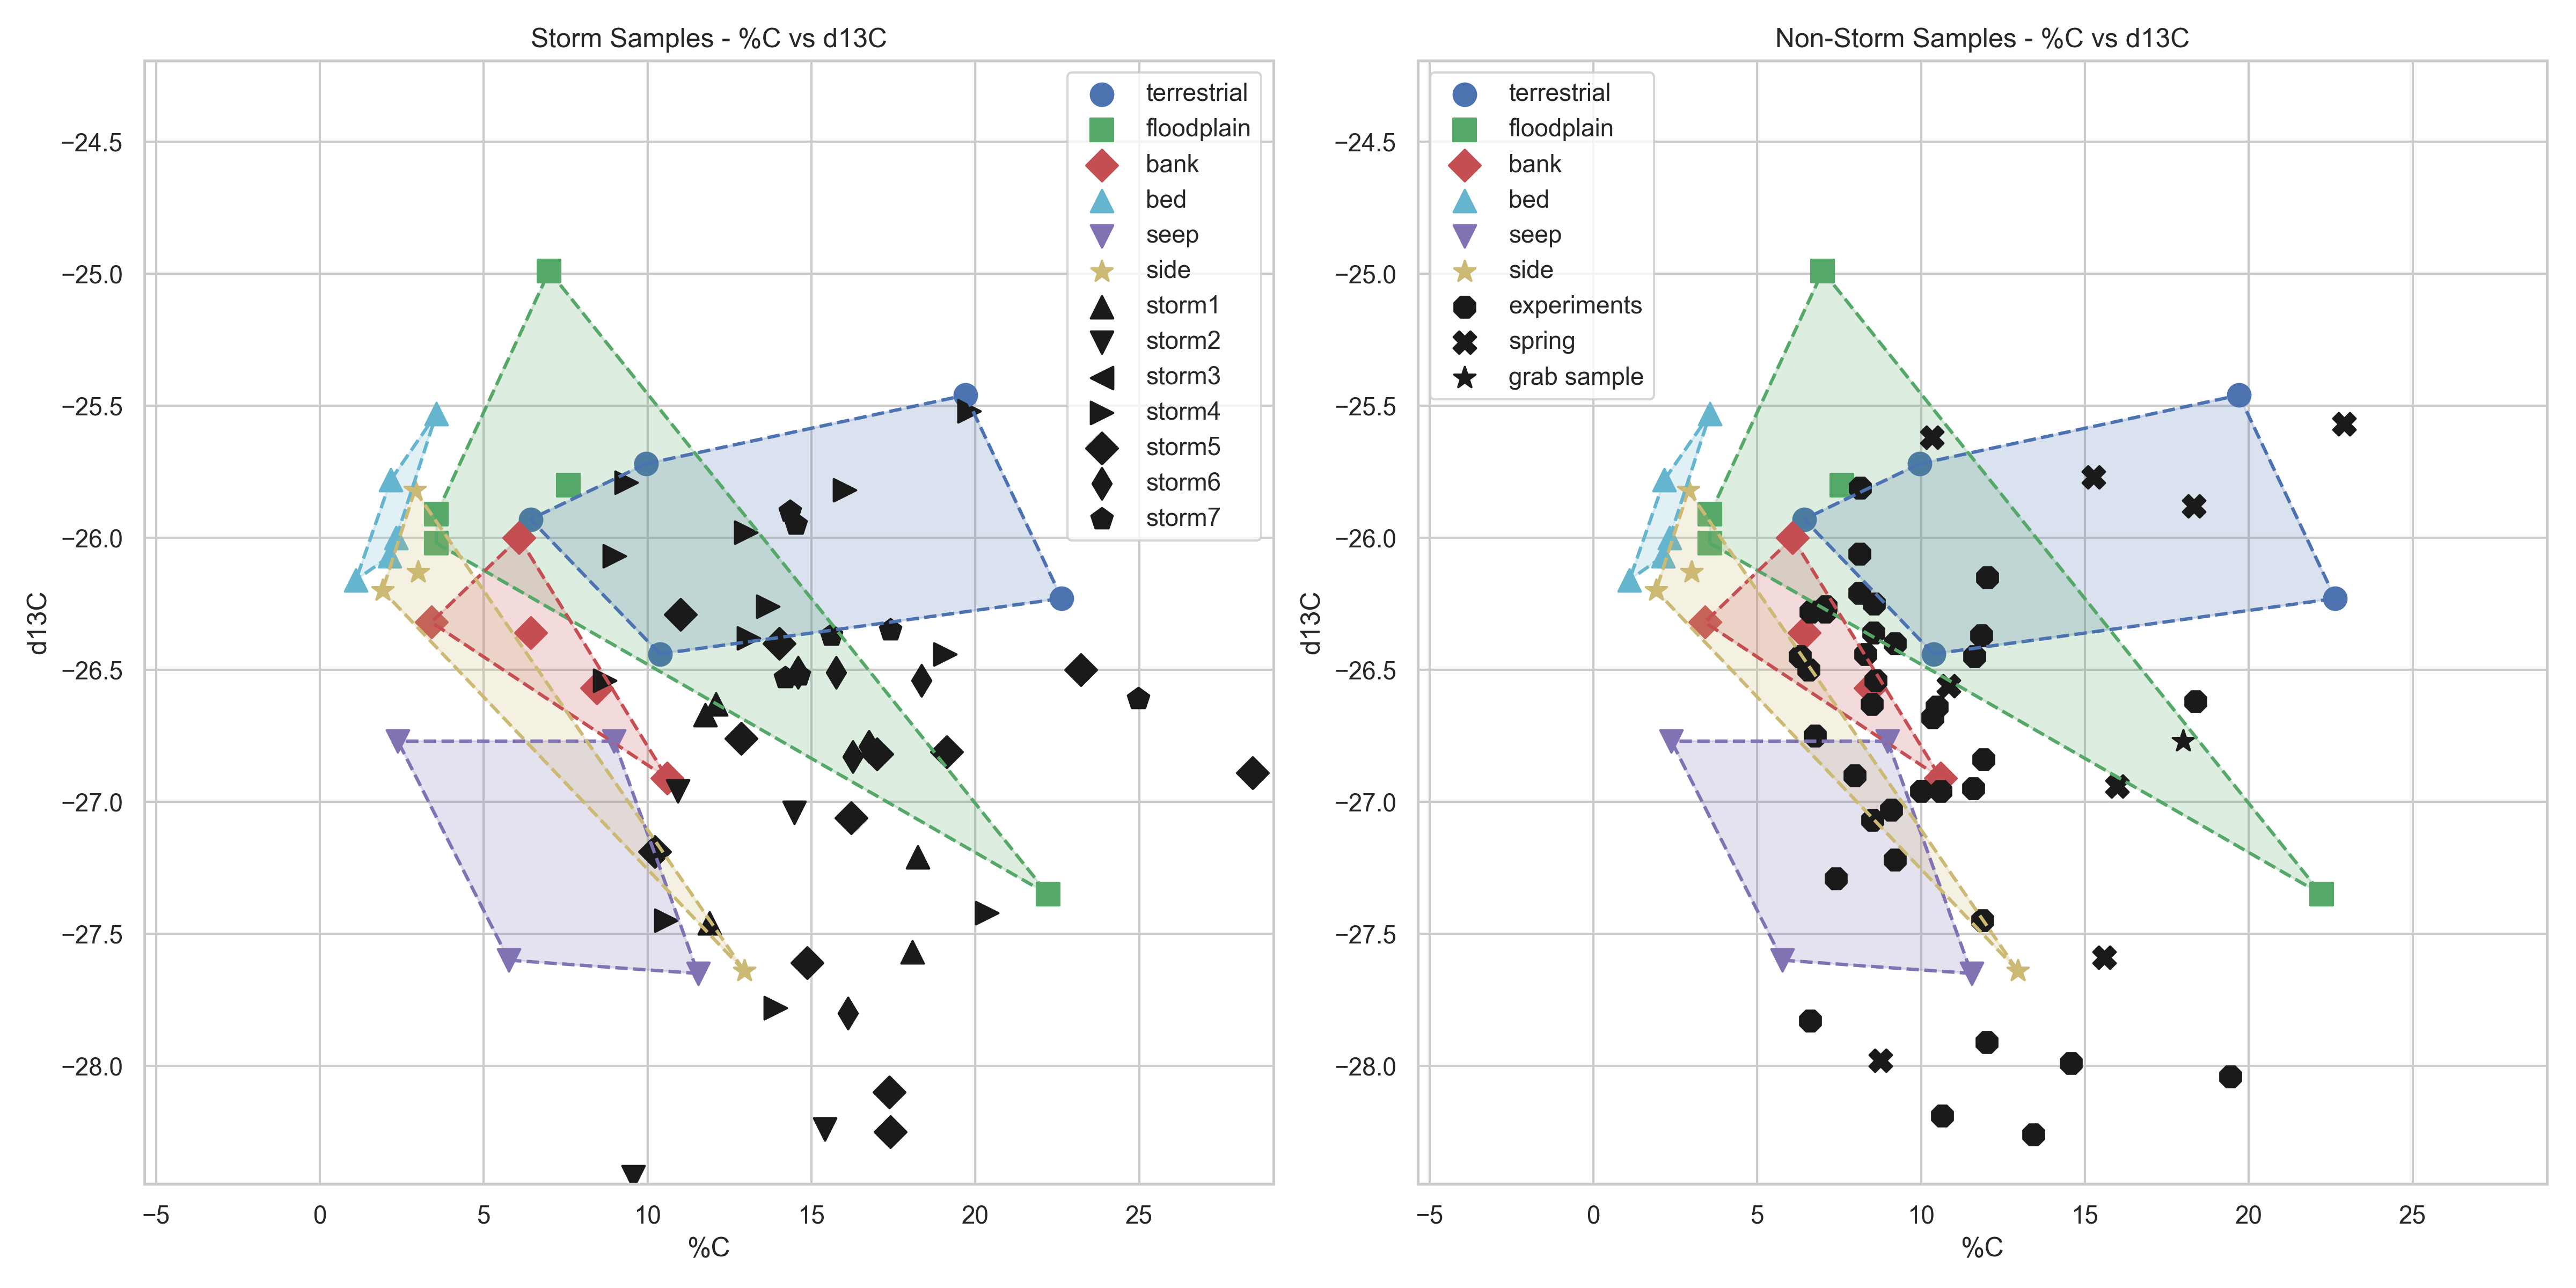 Storm Samples - %C vs d13C
−24.5
−25.0
−25.5
−26.0
−26.5
−27.0
−27.5
−28.0
d13C
−5
0
5
10
15
20
25
%C
terrestrial
floodplain
bank
bed
seep
side
storm1
storm2
storm3
storm4
storm5
storm6
storm7
Non-Storm Samples - %C vs d13C
−24.5
−25.0
−25.5
−26.0
−26.5
−27.0
−27.5
−28.0
d13C
−5
0
5
10
15
20
25
%C
terrestrial
floodplain
bank
bed
seep
side
experiments
spring
grab sample